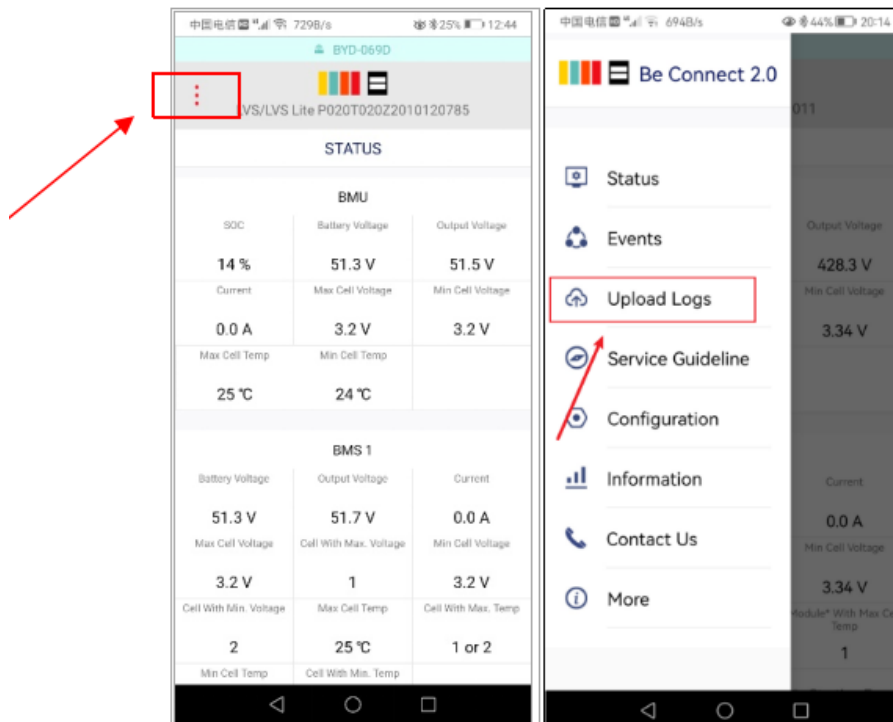 中国电信 729B/s 25% 12:44
BYD-069D
LVS/LVS Lite P020T020Z2010120785
STATUS
BMU
SOC Battery Voltage Output Voltage
14 % 51.3 V 51.5 V
Current Max Cell Voltage Min Cell Voltage
0.0 A 3.2 V 3.2 V
Max Cell Temp Min Cell Temp
25 ℃ 24 ℃
BMS 1
Battery Voltage Output Voltage Current
51.3 V 51.7 V 0.0 A
Max Cell Voltage Cell With Max. Voltage Min Cell Voltage
3.2 V 1 3.2 V
Cell With Min. Voltage Max Cell Temp Cell With Max. Temp
2 25 ℃ 1 or 2
Min Cell Temp Cell With Min. Temp
中国电信 694B/s 44% 20:14
Be Connect 2.0
Status
Events
Upload Logs
Service Guideline
Configuration
Information
Contact Us
More
011
Output Voltage
428.3 V
Min Cell Voltage
3.34 V
Current
0.0 A
Min Cell Voltage
3.34 V
Module* With Max Ce
Temp
1